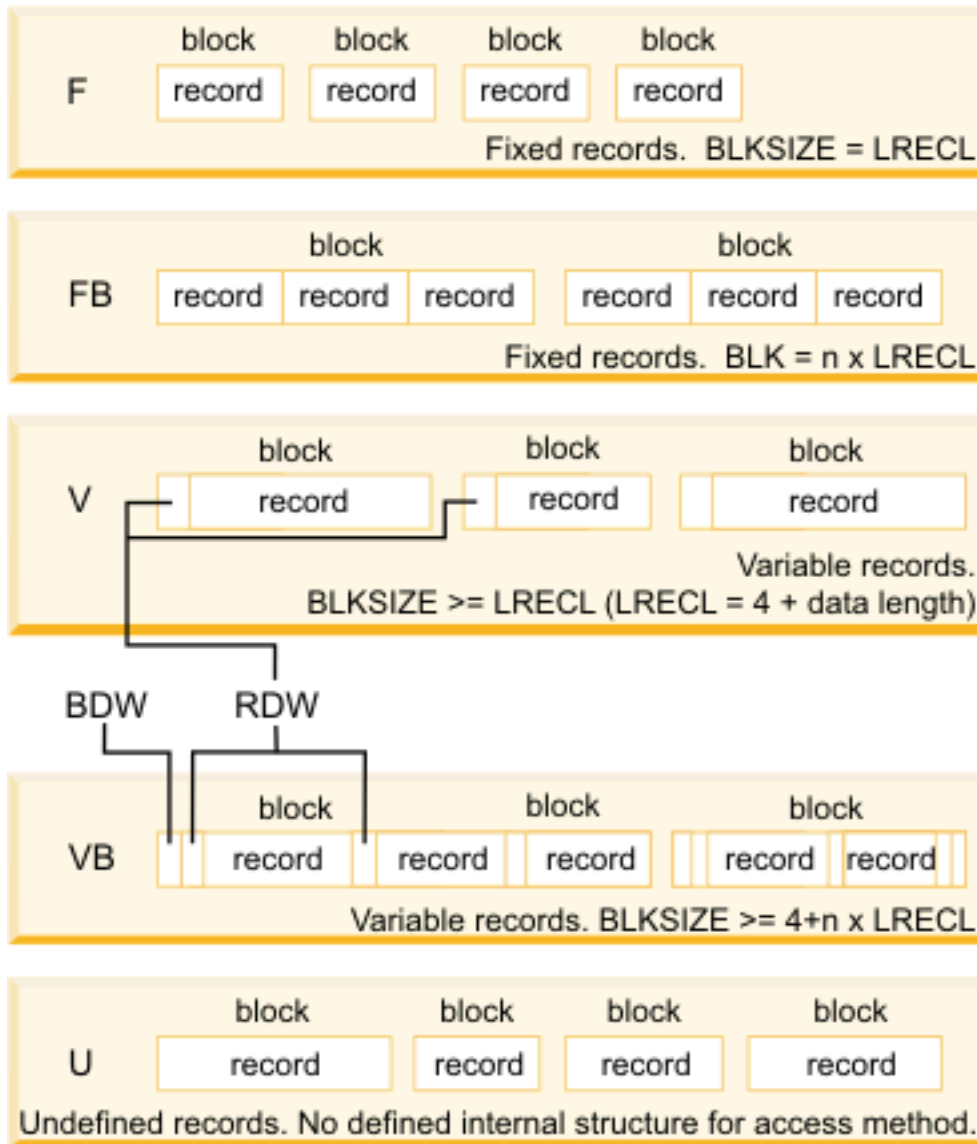 block block block block
F record record record record
Fixed records. BLKSIZE = LRECL
block block
FB record record record record record record
Fixed records. BLK = n x LRECL
block block block
V record record record
Variable records.
BLKSIZE >= LRECL (LRECL = 4 + data length)
BDW RDW
block block block
VB record record record record record
Variable records. BLKSIZE >= 4+n x LRECL
block block block block
U record record record record
Undefined records. No defined internal structure for access method.